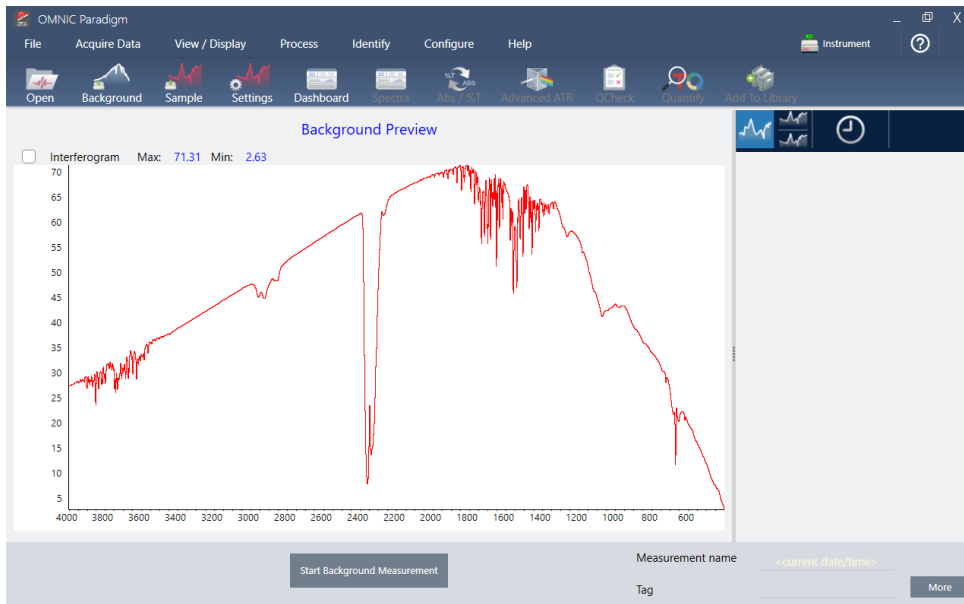 OMNIC Paradigm
File Acquire Data View / Display Process Identify Configure Help Instrument
Open Background Sample Settings Dashboard Spectra Abs / %T Advanced ATR QCheck Quantify Add To Library
%T ABS
Background Preview
Interferogram Max: 71.31 Min: 2.63
70
65
60
55
50
45
40
35
30
25
20
15
10
5
4000 3800 3600 3400 3200 3000 2800 2600 2400 2200 2000 1800 1600 1400 1200 1000 800 600
Start Background Measurement
Measurement name <current date/time>
Tag
More